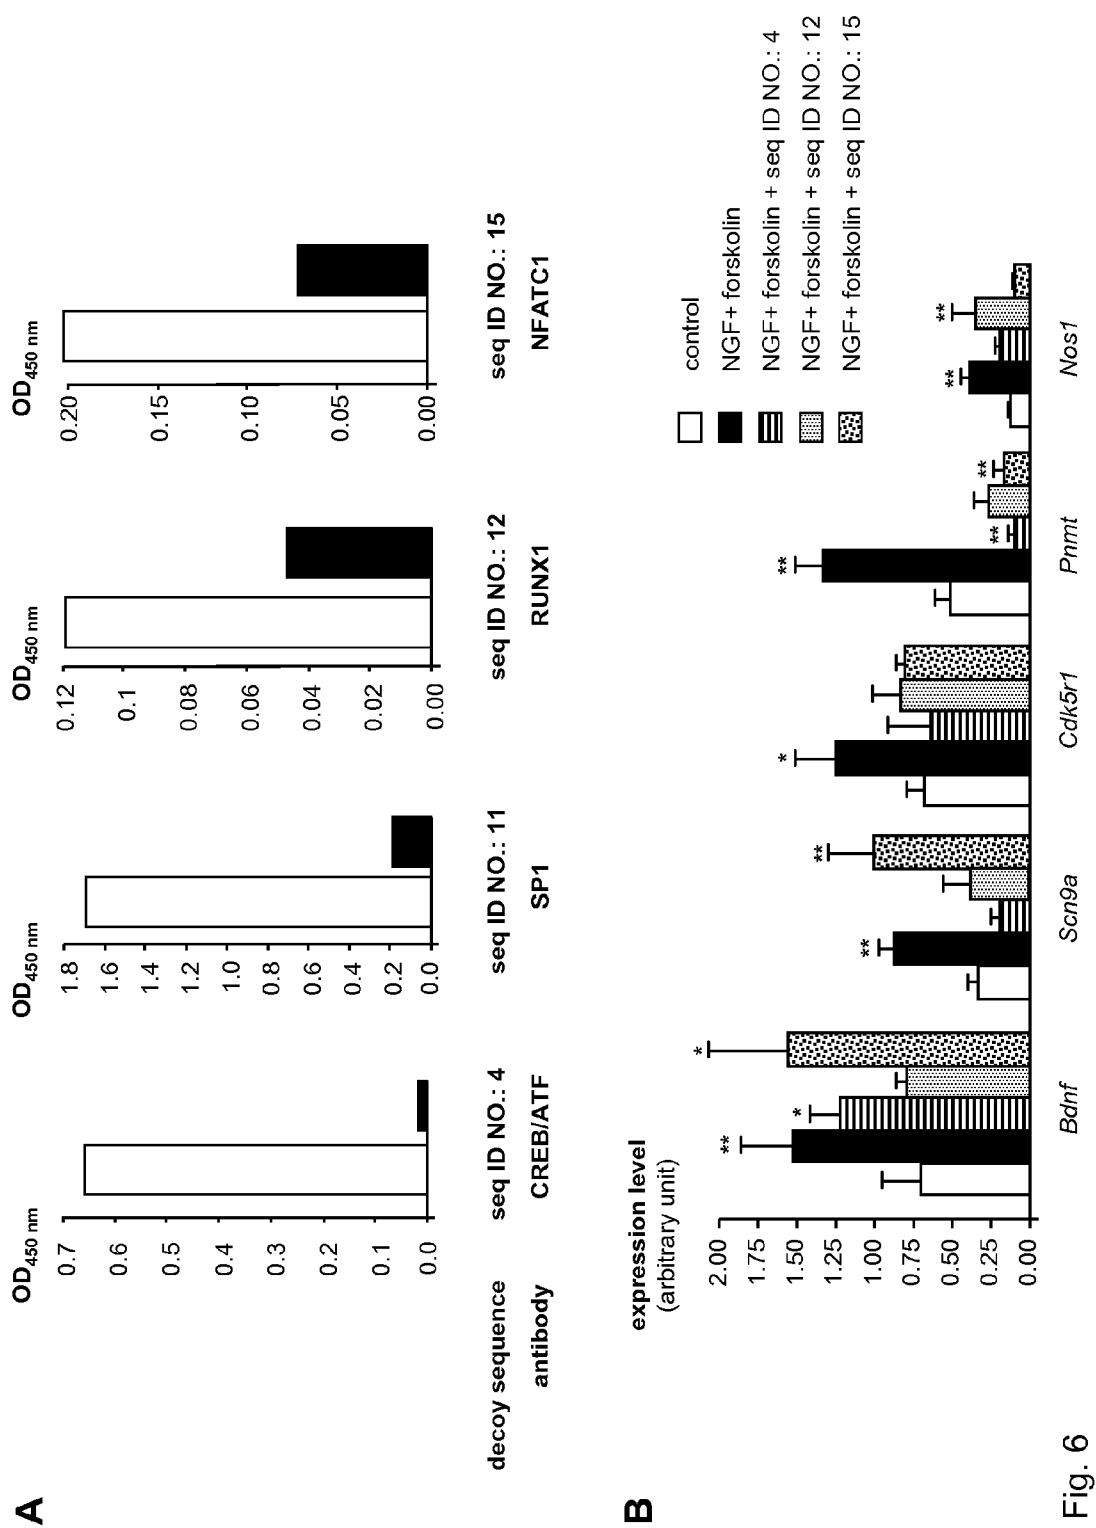 A
OD450 nm
0.7
0.6
0.5
0.4
0.3
0.2
0.1
0.0
OD450 nm
1.8
1.6
1.4
1.2
1.0
0.8
0.6
0.4
0.2
0.0
OD450 nm
0.12
0.1
0.08
0.06
0.04
0.02
0.00
OD450 nm
0.20
0.15
0.10
0.05
0.00
decoy sequence seq ID NO.: 4 seq ID NO.: 11 seq ID NO.: 12 seq ID NO.: 15
antibody CREB/ATF SP1 RUNX1 NFATC1
B
expression level
(arbitrary unit)
2.00
1.75
1.50
1.25
1.00
0.75
0.50
0.25
0.00
control
NGF+ forskolin
NGF+ forskolin + seq ID NO.: 4
NGF+ forskolin + seq ID NO.: 12
NGF+ forskolin + seq ID NO.: 15
** * *
** **
*
** ** **
** **
Bdnf Scn9a Cdk5r1 Pnmt Nos1
Fig. 6